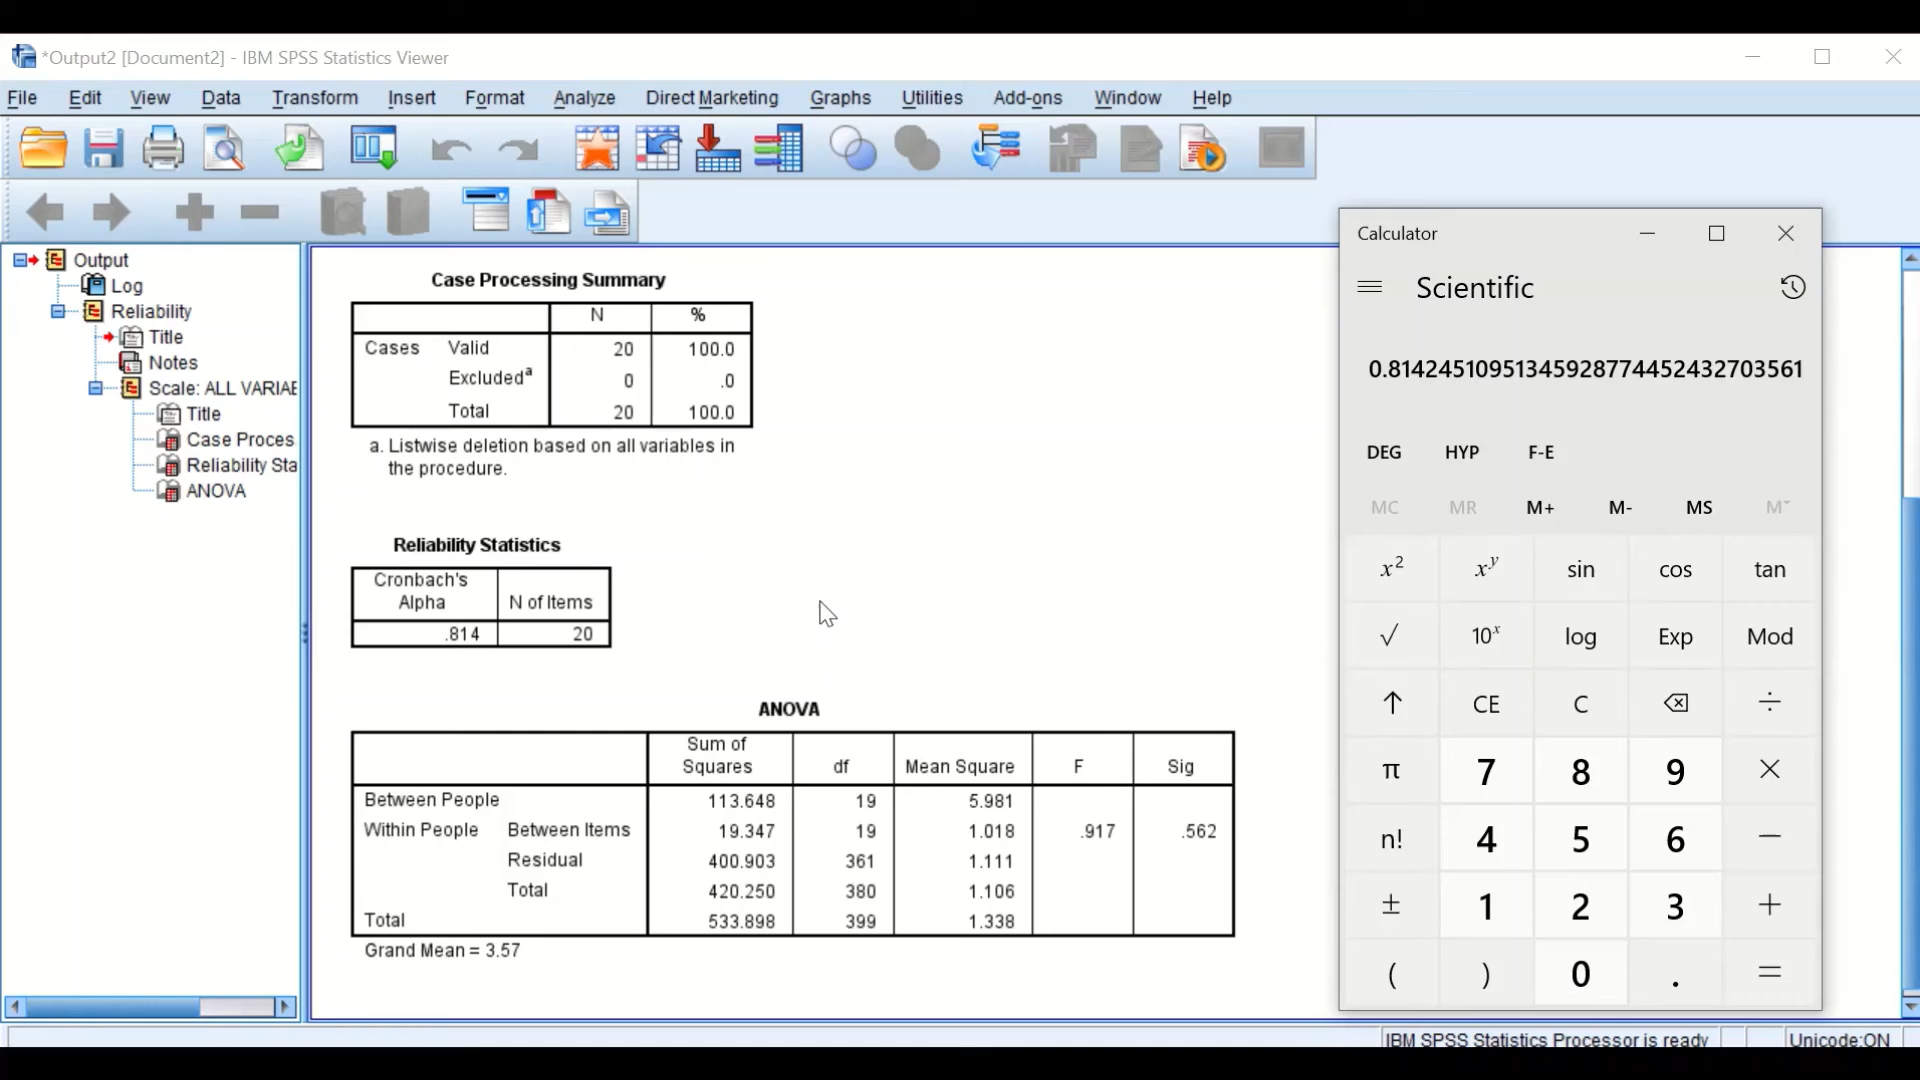 *Output2 [Document2] - IBM SPSS Statistics Viewer
File Edit View Data Transform Insert Format Analyze Direct Marketing Graphs Utilities Add-ons Window Help
Output
Log
Reliability
Title
Notes
Scale: ALL VARIAB
Title
Case Proces
Reliability Sta
ANOVA
Case Processing Summary
N %
Cases Valid 20 100.0
Excludedᵃ 0 .0
Total 20 100.0
a. Listwise deletion based on all variables in
the procedure.
Reliability Statistics
Cronbach's
Alpha N of Items
.814 20
ANOVA
Sum of
Squares df Mean Square F Sig
Between People 113.648 19 5.981
Within People Between Items 19.347 19 1.018 .917 .562
Residual 400.903 361 1.111
Total 420.250 380 1.106
Total 533.898 399 1.338
Grand Mean = 3.57
Calculator
Scientific
0.81424510951345928774452432703561
DEG HYP F-E
MC MR M+ M- MS M˅
x² xʸ sin cos tan
√ 10ˣ log Exp Mod
↑ CE C ⌫ ÷
π 7 8 9 ×
n! 4 5 6 −
± 1 2 3 +
( ) 0 . =
IBM SPSS Statistics Processor is ready Unicode:ON